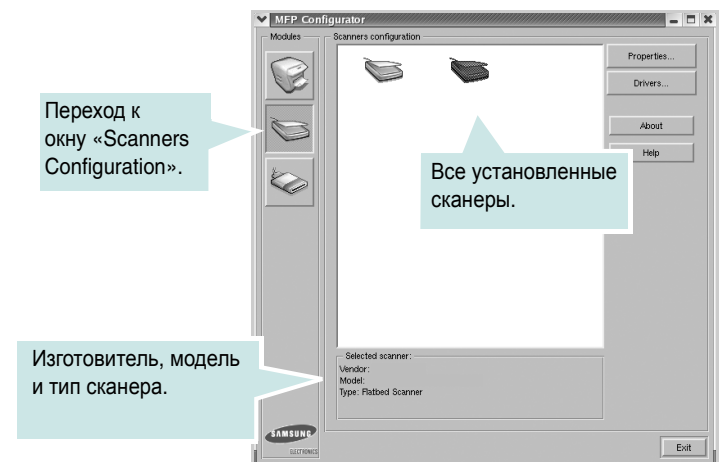 MFP Configurator
Modules
Scanners configuration
Properties...
Drivers...
About
Help
Переход к
окну «Scanners
Configuration».
Все установленные
сканеры.
Изготовитель, модель
и тип сканера.
Selected scanner:
Vendor:
Model:
Type: Flatbed Scanner
SAMSUNG
ELECTRONICS
Exit